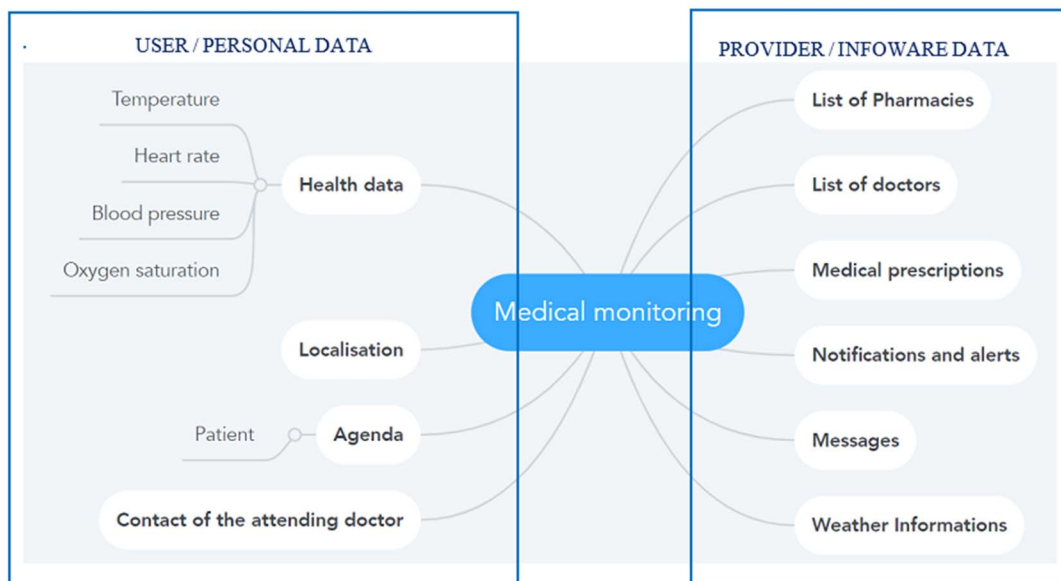 USER / PERSONAL DATA
Temperature
Heart rate
Blood pressure
Oxygen saturation
Health data
Localisation
Patient
Agenda
Contact of the attending doctor
Medical monitoring
PROVIDER / INFOWARE DATA
List of Pharmacies
List of doctors
Medical prescriptions
Notifications and alerts
Messages
Weather Informations